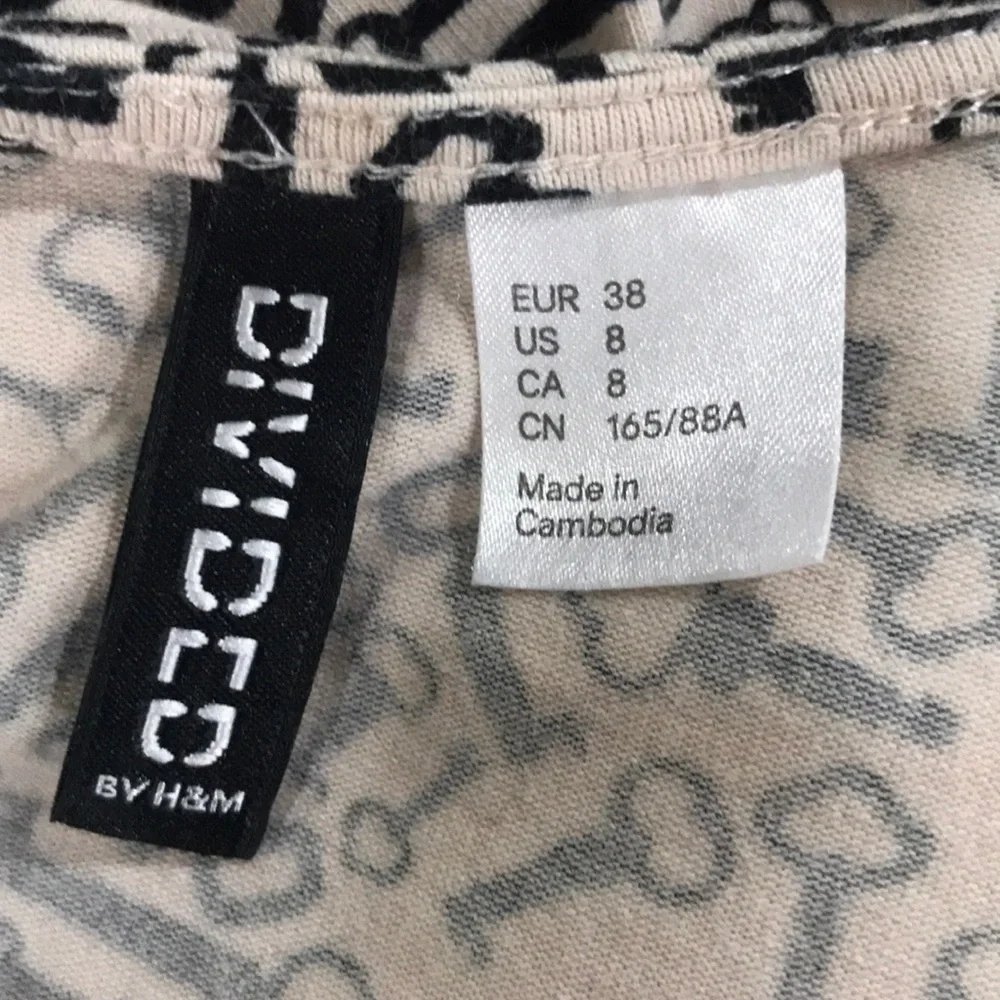 DIVIDED
BY H&M
EUR 38
US 8
CA 8
CN 165/88A
Made in
Cambodia